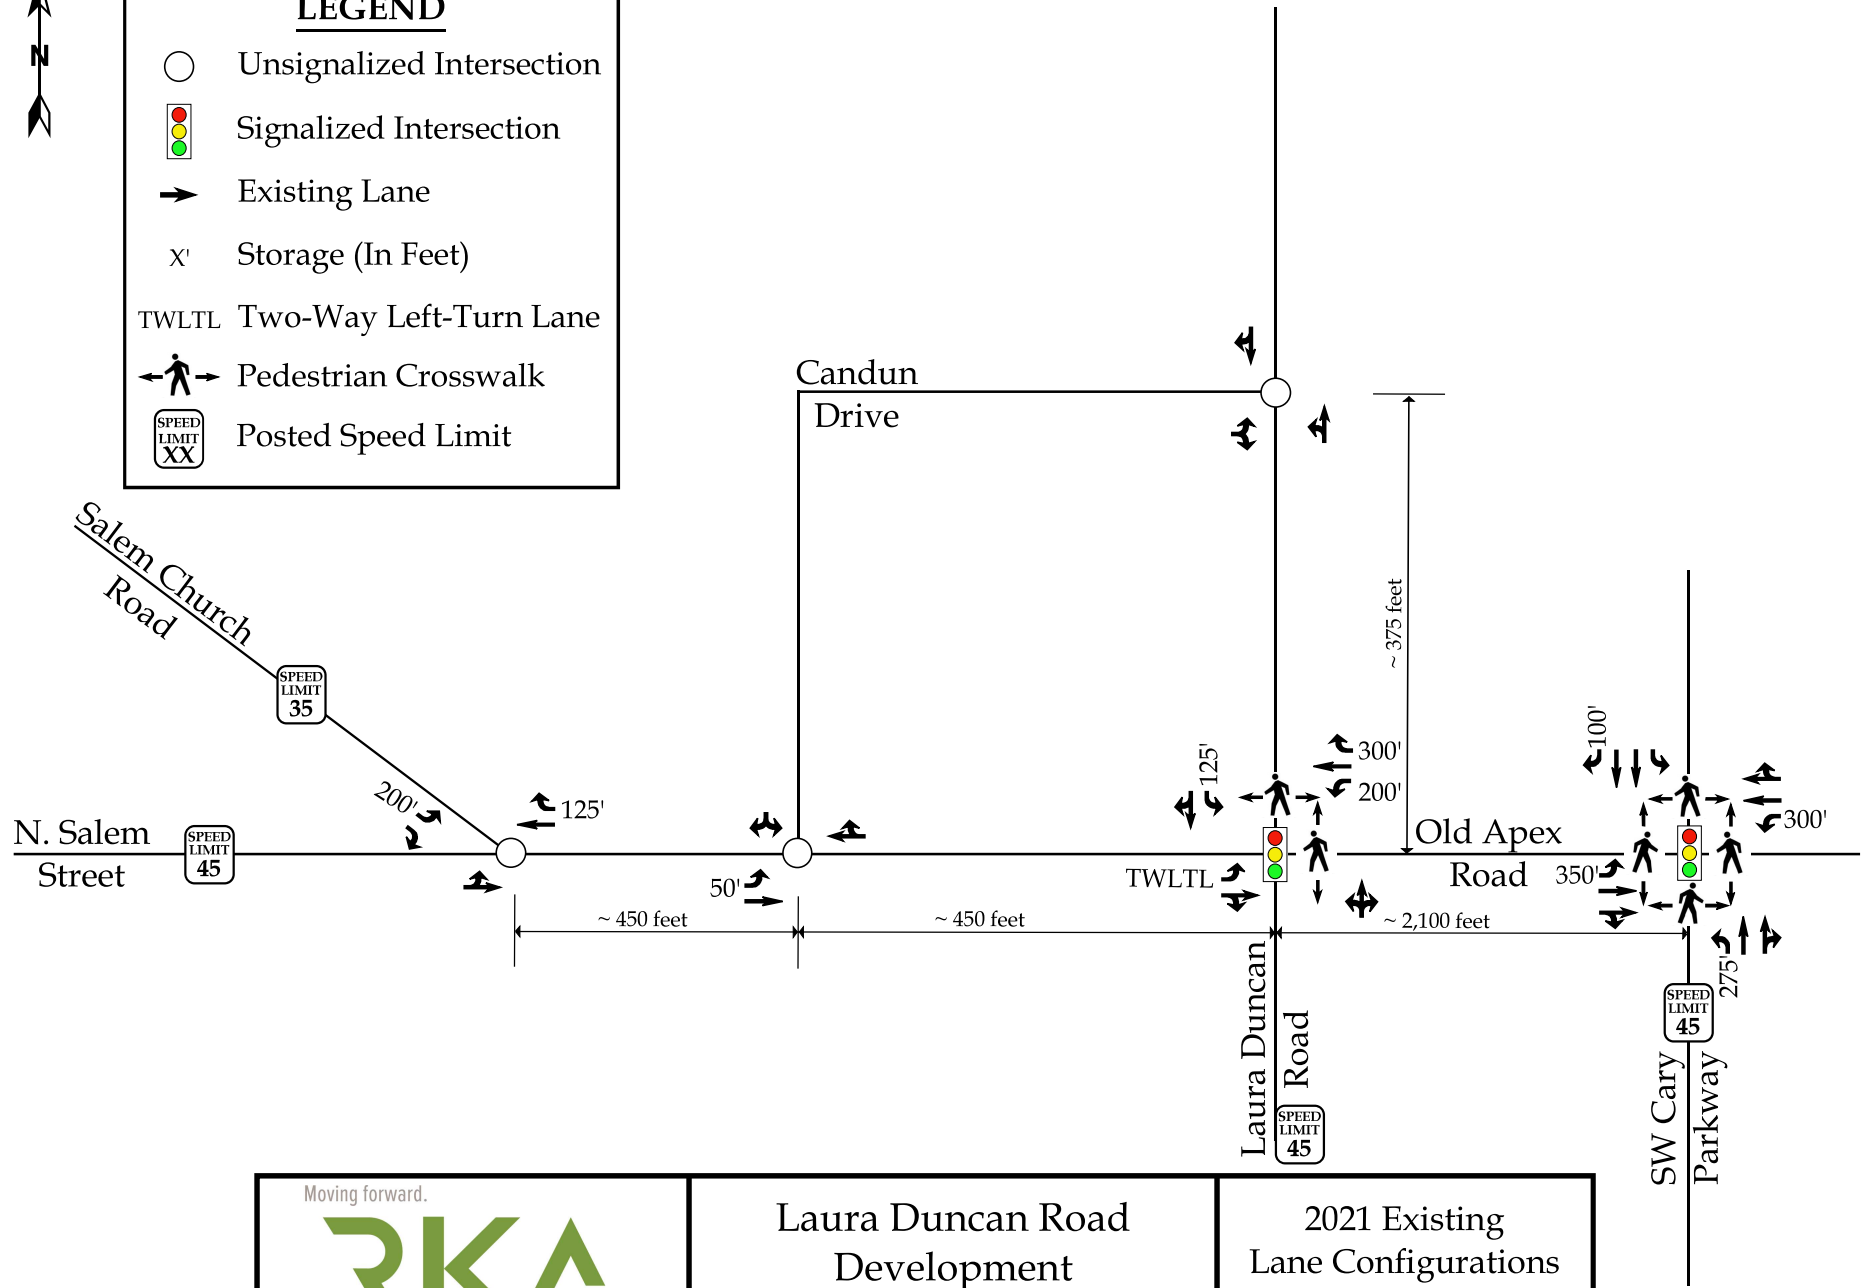 N
LEGEND
Unsignalized Intersection
Signalized Intersection
Existing Lane
X' Storage (In Feet)
TWLTL Two-Way Left-Turn Lane
Pedestrian Crosswalk
SPEED
LIMIT
XX
Posted Speed Limit
Candun
Drive
Salem Church
Road
SPEED
LIMIT
35
200'
125'
N. Salem
Street
SPEED
LIMIT
45
50'
~ 450 feet
~ 450 feet
~ 375 feet
125'
300'
200'
TWLTL
Old Apex
Road
~ 2,100 feet
100'
300'
350'
275'
Laura Duncan
Road
SPEED
LIMIT
45
SPEED
LIMIT
45
SW Cary
Parkway
Moving forward.
RKA
Laura Duncan Road
Development
2021 Existing
Lane Configurations